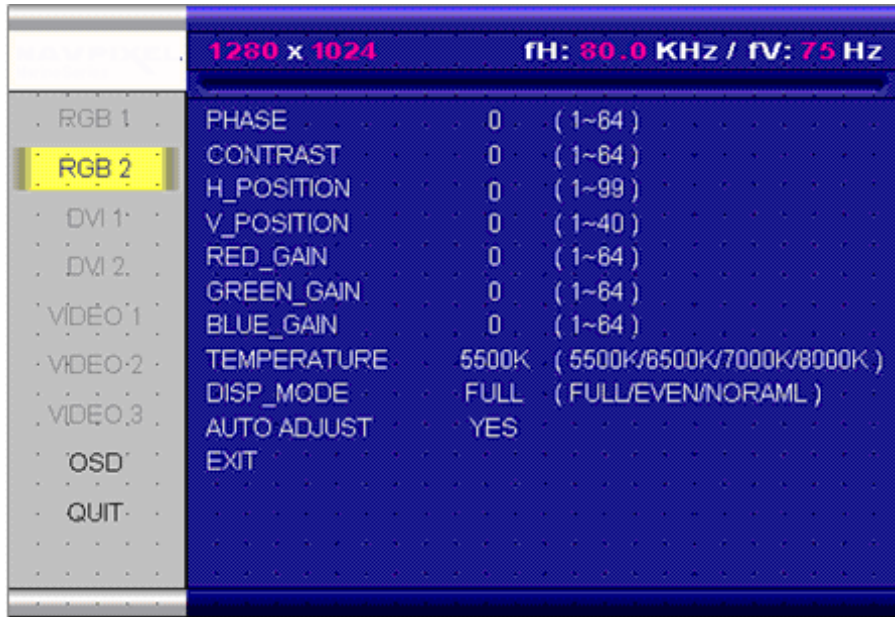 1280 x 1024 fH: 80.0 KHz / fV: 75 Hz
RGB 1
RGB 2
DVI 1
DVI 2
VIDEO 1
VIDEO 2
VIDEO 3
OSD
QUIT
PHASE 0 ( 1~64 )
CONTRAST 0 ( 1~64 )
H_POSITION 0 ( 1~99 )
V_POSITION 0 ( 1~40 )
RED_GAIN 0 ( 1~64 )
GREEN_GAIN 0 ( 1~64 )
BLUE_GAIN 0 ( 1~64 )
TEMPERATURE 5500K ( 5500K/6500K/7000K/8000K )
DISP_MODE FULL ( FULL/EVEN/NORAML )
AUTO ADJUST YES
EXIT